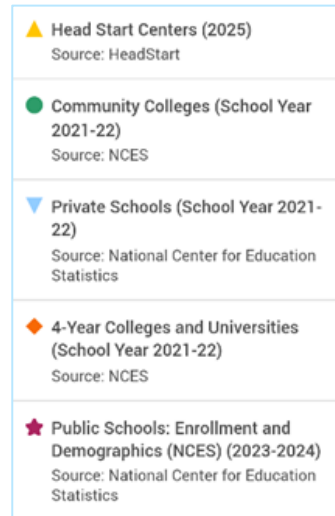 Head Start Centers (2025)
Source: HeadStart
Community Colleges (School Year
2021-22)
Source: NCES
Private Schools (School Year 2021-
22)
Source: National Center for Education
Statistics
4-Year Colleges and Universities
(School Year 2021-22)
Source: NCES
Public Schools: Enrollment and
Demographics (NCES) (2023-2024)
Source: National Center for Education
Statistics